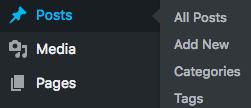 Posts
Media
Pages
All Posts
Add New
Categories
Tags